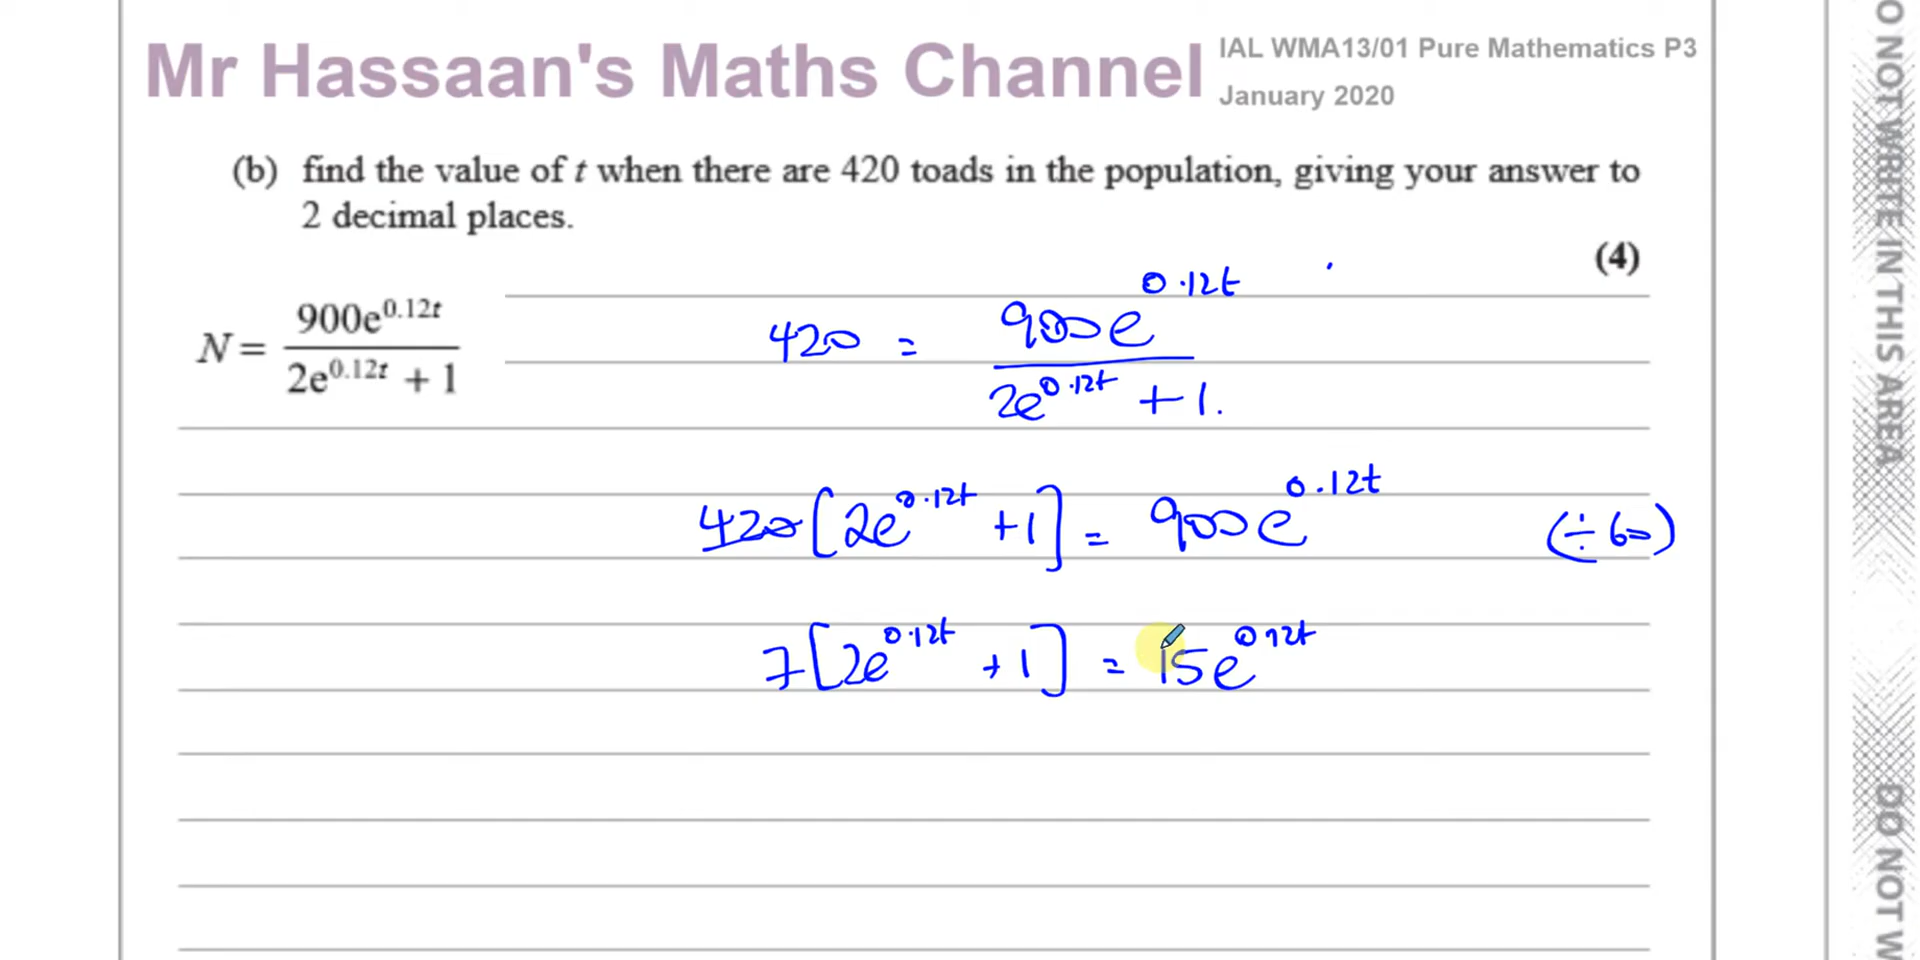 Mr Hassaan's Maths Channel
IAL WMA13/01 Pure Mathematics P3
January 2020
(b) find the value of t when there are 420 toads in the population, giving your answer to
2 decimal places.
(4)
N = 900e^0.12t / 2e^0.12t + 1
420 = 900e^0.12t / 2e^0.12t + 1.
420[2e^0.12t + 1] = 900e^0.12t (÷60)
7[2e^0.12t + 1] = 15e^0.12t
DO NOT WRITE IN THIS AREA
DO NOT W